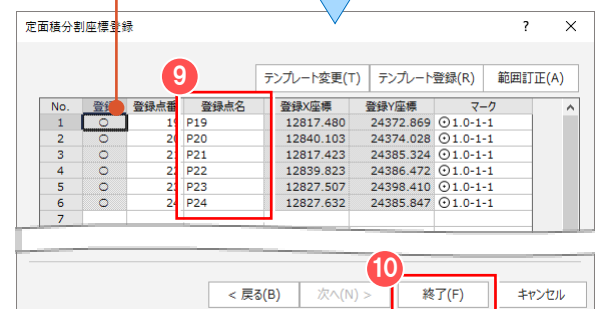 定面積分割座標登録 ? ×
9
テンプレート変更(T) テンプレート登録(R) 範囲訂正(A)
No. 登録 登録点番 登録点名 登録X座標 登録Y座標 マーク
1 ○ 19 P19 12817.480 24372.869 ⊙1.0-1-1
2 ○ 20 P20 12840.103 24374.028 ⊙1.0-1-1
3 ○ 21 P21 12817.423 24385.324 ⊙1.0-1-1
4 ○ 22 P22 12839.823 24386.472 ⊙1.0-1-1
5 ○ 23 P23 12827.507 24398.410 ⊙1.0-1-1
6 ○ 24 P24 12827.632 24385.847 ⊙1.0-1-1
7
10
< 戻る(B) 次へ(N) > 終了(F) キャンセル